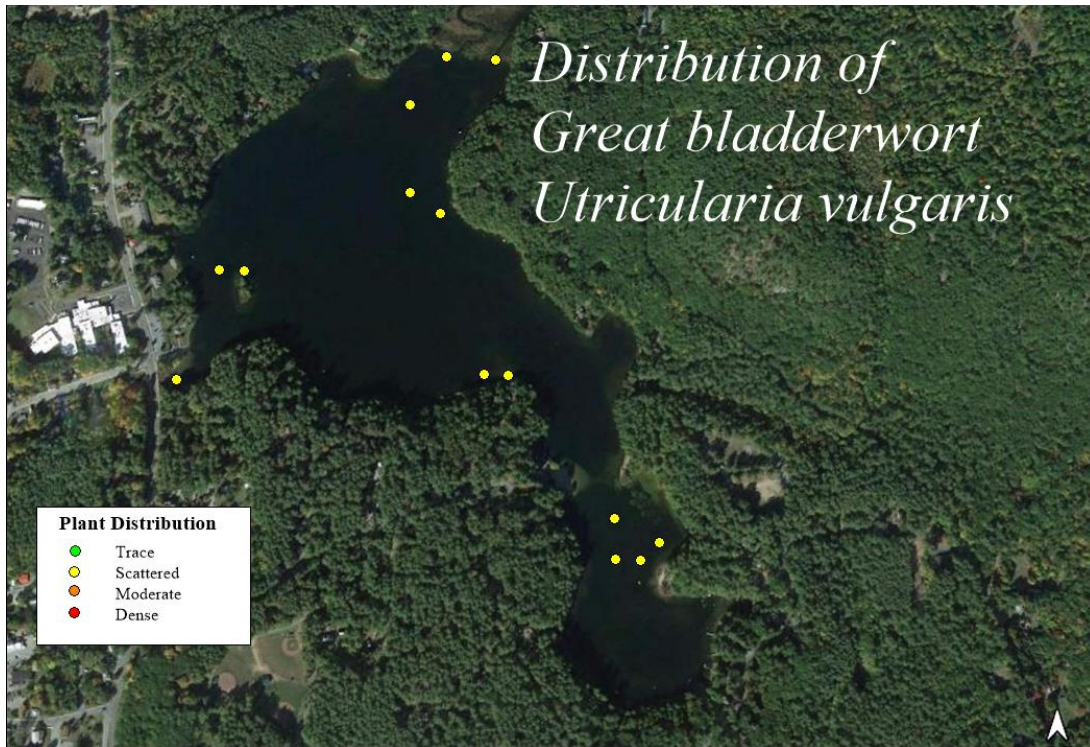 Distribution of
Great bladderwort
Utricularia vulgaris
Plant Distribution
Trace
Scattered
Moderate
Dense